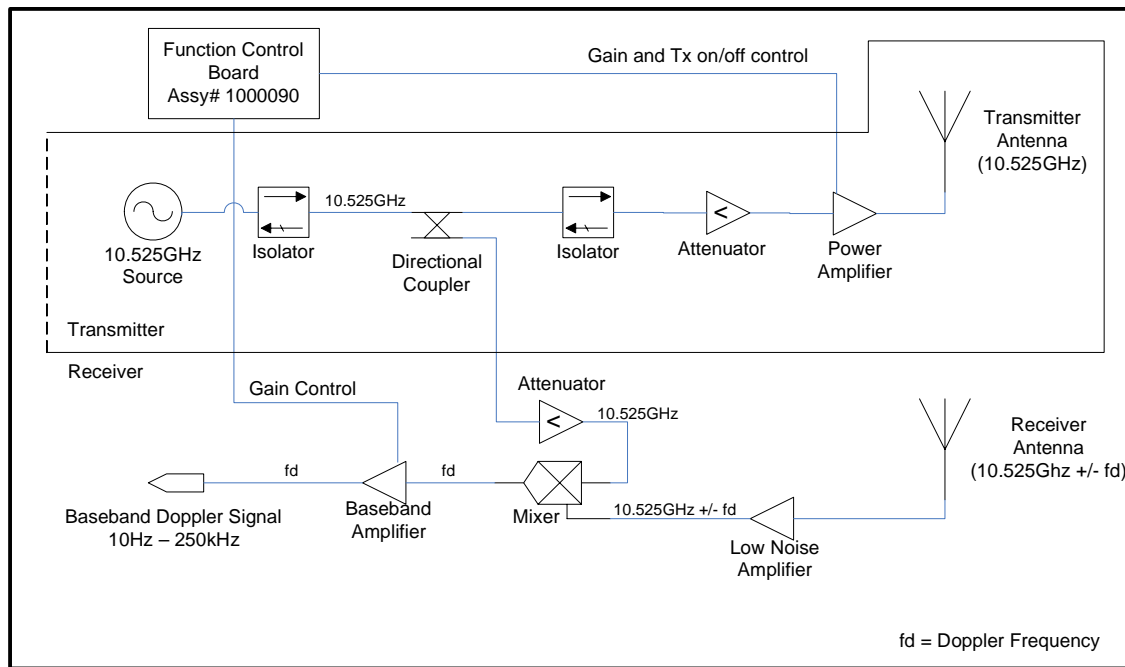 Function Control
Board
Assy# 1000090
Gain and Tx on/off control
Transmitter
Antenna
(10.525GHz)
10.525GHz
Source
Isolator
10.525GHz
Directional
Coupler
Isolator
<
Attenuator
Power
Amplifier
Transmitter
Receiver
Gain Control
Attenuator
<
10.525GHz
Receiver
Antenna
(10.525Ghz +/- fd)
fd
fd
Baseband Doppler Signal
10Hz – 250kHz
Baseband
Amplifier
Mixer
10.525GHz +/- fd
Low Noise
Amplifier
fd = Doppler Frequency